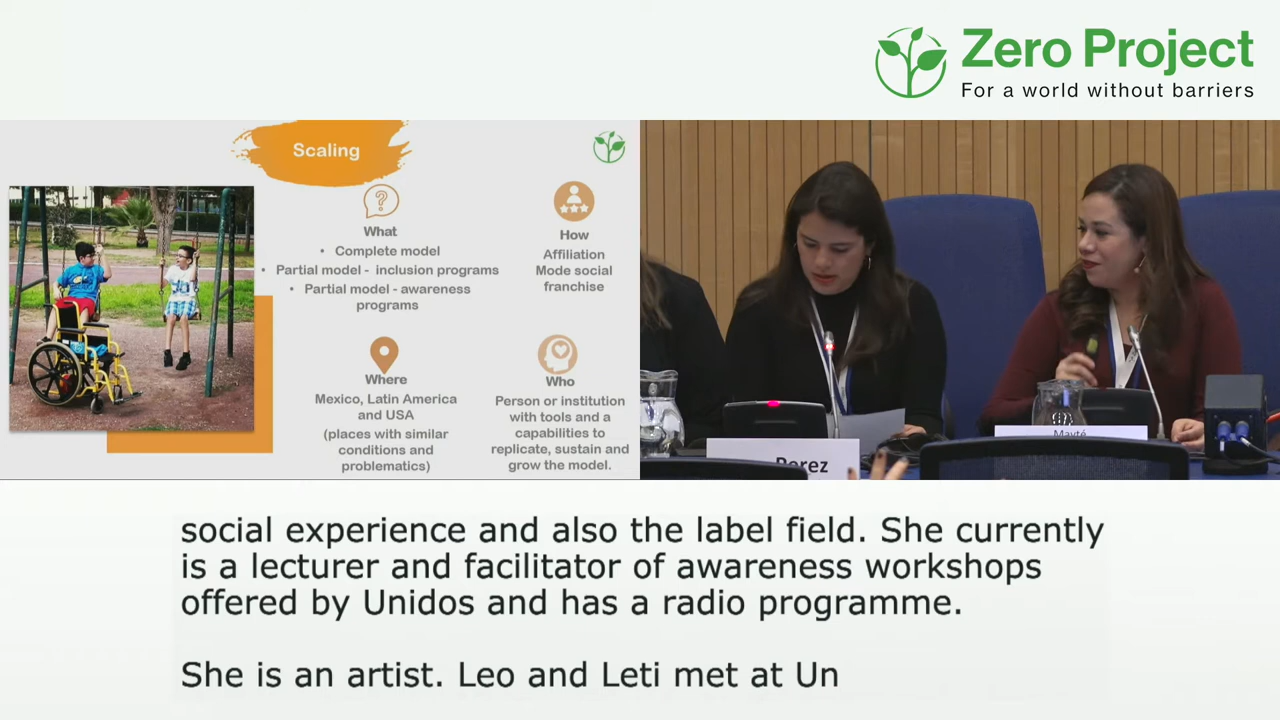 Zero Project
For a world without barriers
Scaling
What
• Complete model
• Partial model - inclusion programs
• Partial model - awareness
programs
How
Affiliation
Mode social
franchise
Where
Mexico, Latin America
and USA
(places with similar
conditions and
problematics)
Who
Person or institution
with tools and a
capabilities to
replicate, sustain and
grow the model.
Perez
Mayté
social experience and also the label field. She currently
is a lecturer and facilitator of awareness workshops
offered by Unidos and has a radio programme.
She is an artist. Leo and Leti met at Un